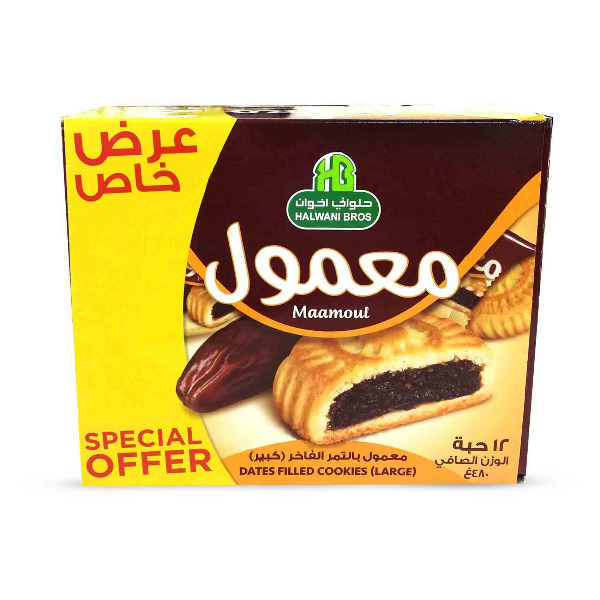 عرض
خاص
HB
حلواني اخوان
HALWANI BROS
معمول
Maamoul
SPECIAL
OFFER
معمول بالتمر الفاخر (كبير)
DATES FILLED COOKIES (LARGE)
١٢ حبة
الوزن الصافي
٤٨٠غ